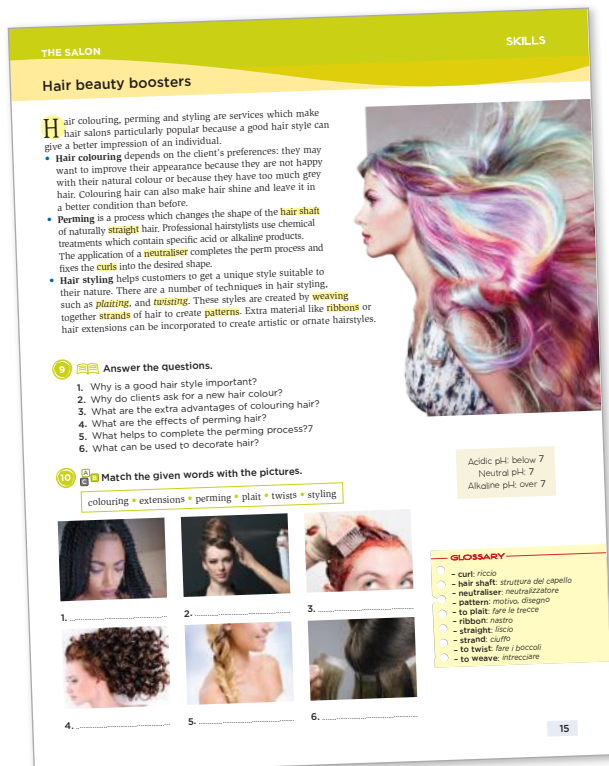 THE SALON
SKILLS
Hair beauty boosters
Hair colouring, perming and styling are services which make
hair salons particularly popular because a good hair style can
give a better impression of an individual.
• Hair colouring depends on the client's preferences: they may
want to improve their appearance because they are not happy
with their natural colour or because they have too much grey
hair. Colouring hair can also make hair shine and leave it in
a better condition than before.
• Perming is a process which changes the shape of the hair shaft
of naturally straight hair. Professional hairstylists use chemical
treatments which contain specific acid or alkaline products.
The application of a neutraliser completes the perm process and
fixes the curls into the desired shape.
• Hair styling helps customers to get a unique style suitable to
their nature. There are a number of techniques in hair styling,
such as plaiting, and twisting. These styles are created by weaving
together strands of hair to create patterns. Extra material like ribbons or
hair extensions can be incorporated to create artistic or ornate hairstyles.
9 Answer the questions.
1. Why is a good hair style important?
2. Why do clients ask for a new hair colour?
3. What are the extra advantages of colouring hair?
4. What are the effects of perming hair?
5. What helps to complete the perming process?7
6. What can be used to decorate hair?
Acidic pH: below 7
Neutral pH: 7
Alkaline pH: over 7
10 A B C Match the given words with the pictures.
colouring • extensions • perming • plait • twists • styling
1. 2. 3.
4. 5. 6.
GLOSSARY
– curl: riccio
– hair shaft: struttura del capello
– neutraliser: neutralizzatore
– pattern: motivo, disegno
– to plait: fare le trecce
– ribbon: nastro
– straight: liscio
– strand: ciuffo
– to twist: fare i boccoli
– to weave: intrecciare
15